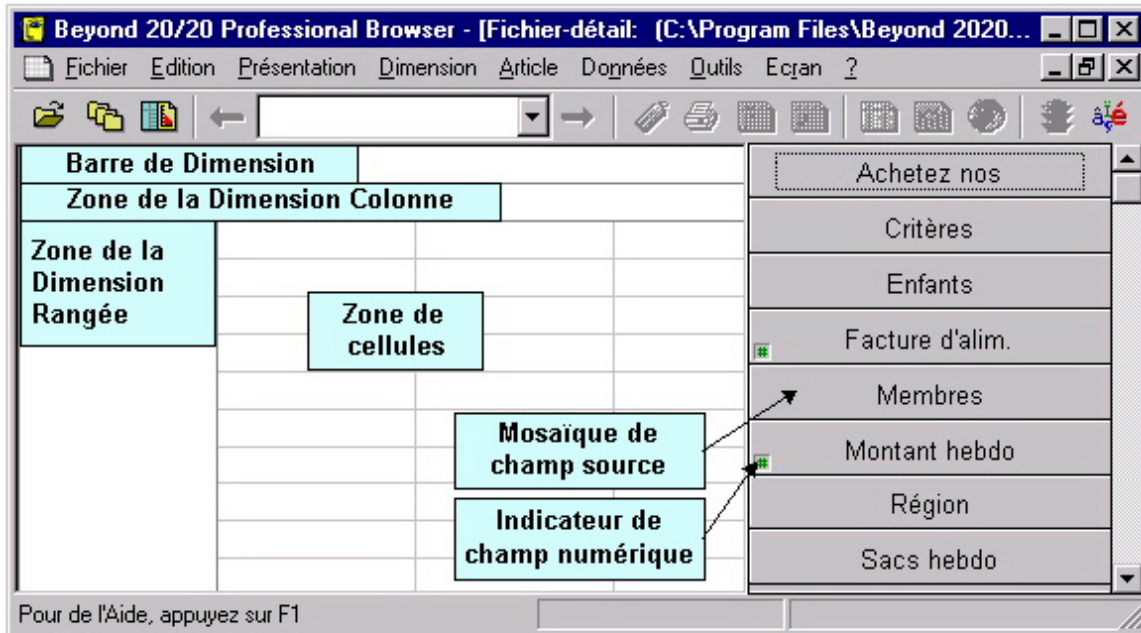 Beyond 20/20 Professional Browser - [Fichier-détail: (C:\Program Files\Beyond 2020...
Fichier Edition Présentation Dimension Article Données Outils Ecran ?
âçé
Barre de Dimension
Zone de la Dimension Colonne
Zone de la
Dimension
Rangée
Zone de
cellules
Mosaïque de
champ source
Indicateur de
champ numérique
Achetez nos
Critères
Enfants
# Facture d'alim.
Membres
# Montant hebdo
Région
Sacs hebdo
Pour de l'Aide, appuyez sur F1